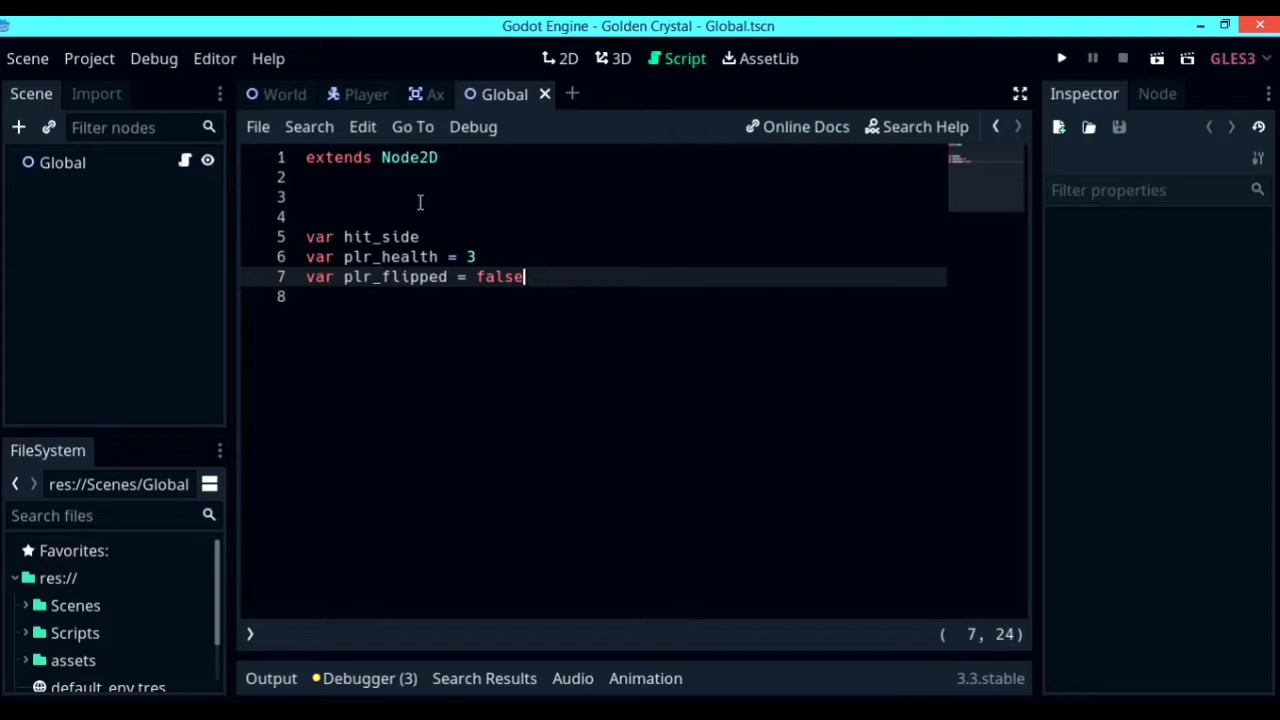 Godot Engine - Golden Crystal - Global.tscn
Scene Project Debug Editor Help
2D 3D Script AssetLib
GLES3
Scene Import
World Player Ax Global
Inspector Node
Filter nodes
File Search Edit Go To Debug
Online Docs Search Help
Filter properties
Global
1 extends Node2D
2
3
4
5 var hit_side
6 var plr_health = 3
7 var plr_flipped = false
8
FileSystem
res://Scenes/Global
Search files
Favorites:
res://
Scenes
Scripts
assets
default_env.tres
( 7, 24)
Output Debugger (3) Search Results Audio Animation
3.3.stable